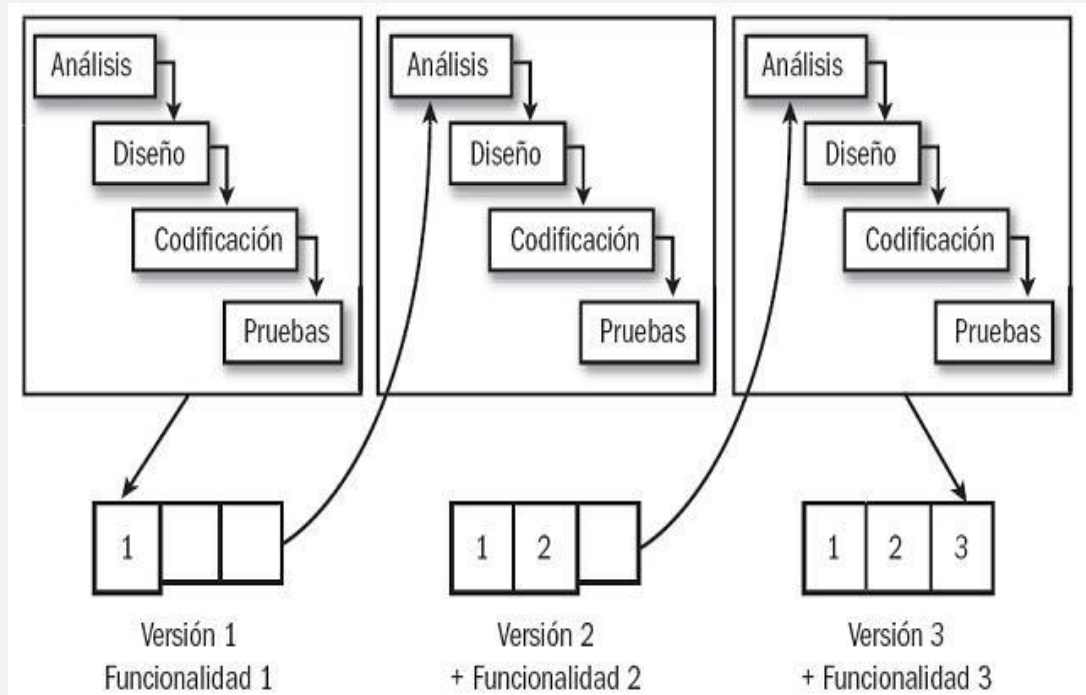 Análisis
Diseño
Codificación
Pruebas
Análisis
Diseño
Codificación
Pruebas
Análisis
Diseño
Codificación
Pruebas
1
1 2
1 2 3
Versión 1
Funcionalidad 1
Versión 2
+ Funcionalidad 2
Versión 3
+ Funcionalidad 3